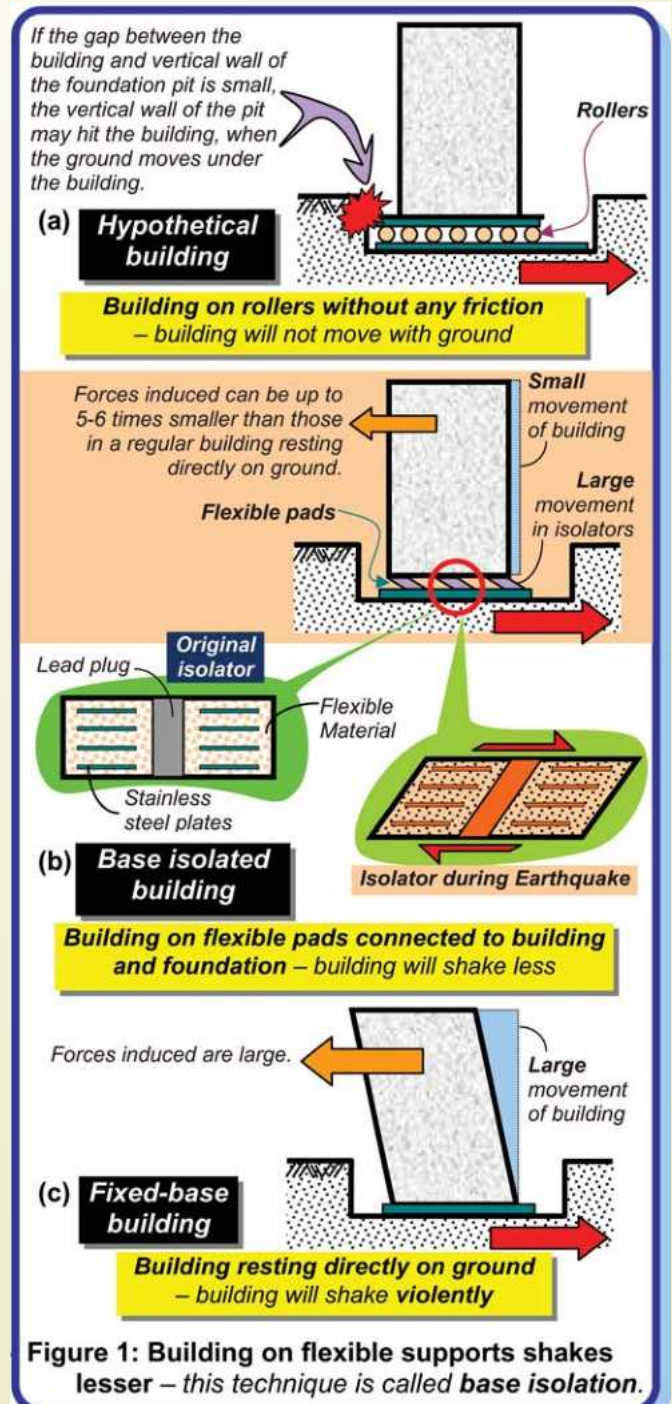 If the gap between the
building and vertical wall of
the foundation pit is small,
the vertical wall of the pit
may hit the building, when
the ground moves under
the building.
Rollers
(a) Hypothetical
building
Building on rollers without any friction
– building will not move with ground
Forces induced can be up to
5-6 times smaller than those
in a regular building resting
directly on ground.
Small
movement
of building
Large
movement
in isolators
Flexible pads
Original
isolator
Lead plug
Flexible
Material
Stainless
steel plates
(b) Base isolated
building
Isolator during Earthquake
Building on flexible pads connected to building
and foundation – building will shake less
Forces induced are large.
Large
movement
of building
(c) Fixed-base
building
Building resting directly on ground
– building will shake violently
Figure 1: Building on flexible supports shakes
lesser – this technique is called base isolation.